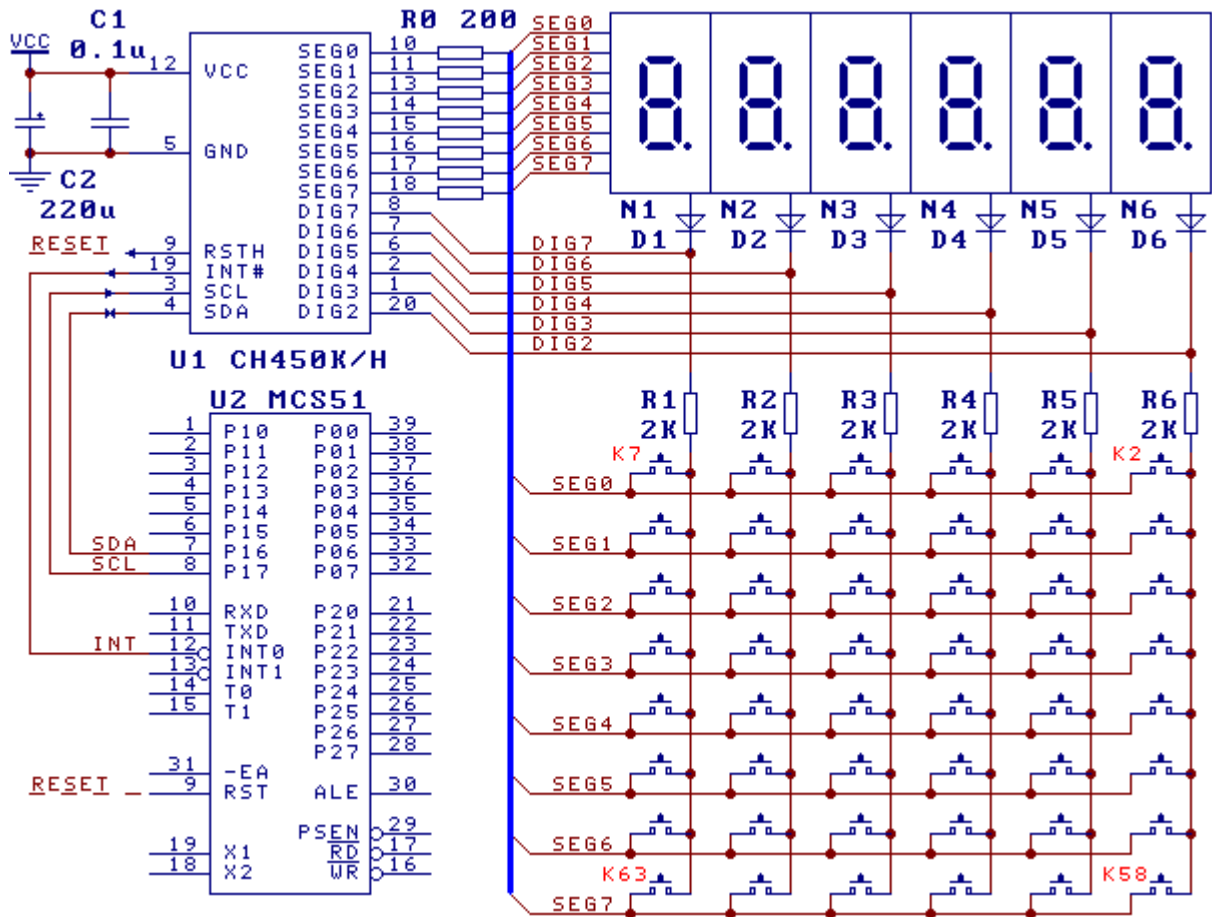 C1
VCC
0.1u
C2
220u
12 VCC
5 GND
SEG0 10
SEG1 11
SEG2 13
SEG3 14
SEG4 15
SEG5 16
SEG6 17
SEG7 18
DIG7 8
DIG6 7
DIG5 6
DIG4 2
DIG3 1
DIG2 20
RESET 9 RSTH
19 INT#
3 SCL
4 SDA
U1 CH450K/H
R0 200
SEG0
SEG1
SEG2
SEG3
SEG4
SEG5
SEG6
SEG7
8. 8. 8. 8. 8. 8.
N1 N2 N3 N4 N5 N6
D1 D2 D3 D4 D5 D6
DIG7
DIG6
DIG5
DIG4
DIG3
DIG2
U2 MCS51
1 P10 P00 39
2 P11 P01 38
3 P12 P02 37
4 P13 P03 36
5 P14 P04 35
6 P15 P05 34
SDA 7 P16 P06 33
SCL 8 P17 P07 32
10 RXD P20 21
11 TXD P21 22
INT 12 INT0 P22 23
13 INT1 P23 24
14 T0 P24 25
15 T1 P25 26
P26 27
P27 28
31 -EA
RESET 9 RST ALE 30
PSEN 29
19 X1 RD 17
18 X2 WR 16
R1 R2 R3 R4 R5 R6
2K 2K 2K 2K 2K 2K
K7 K2
SEG0
SEG1
SEG2
SEG3
SEG4
SEG5
SEG6
K63 K58
SEG7